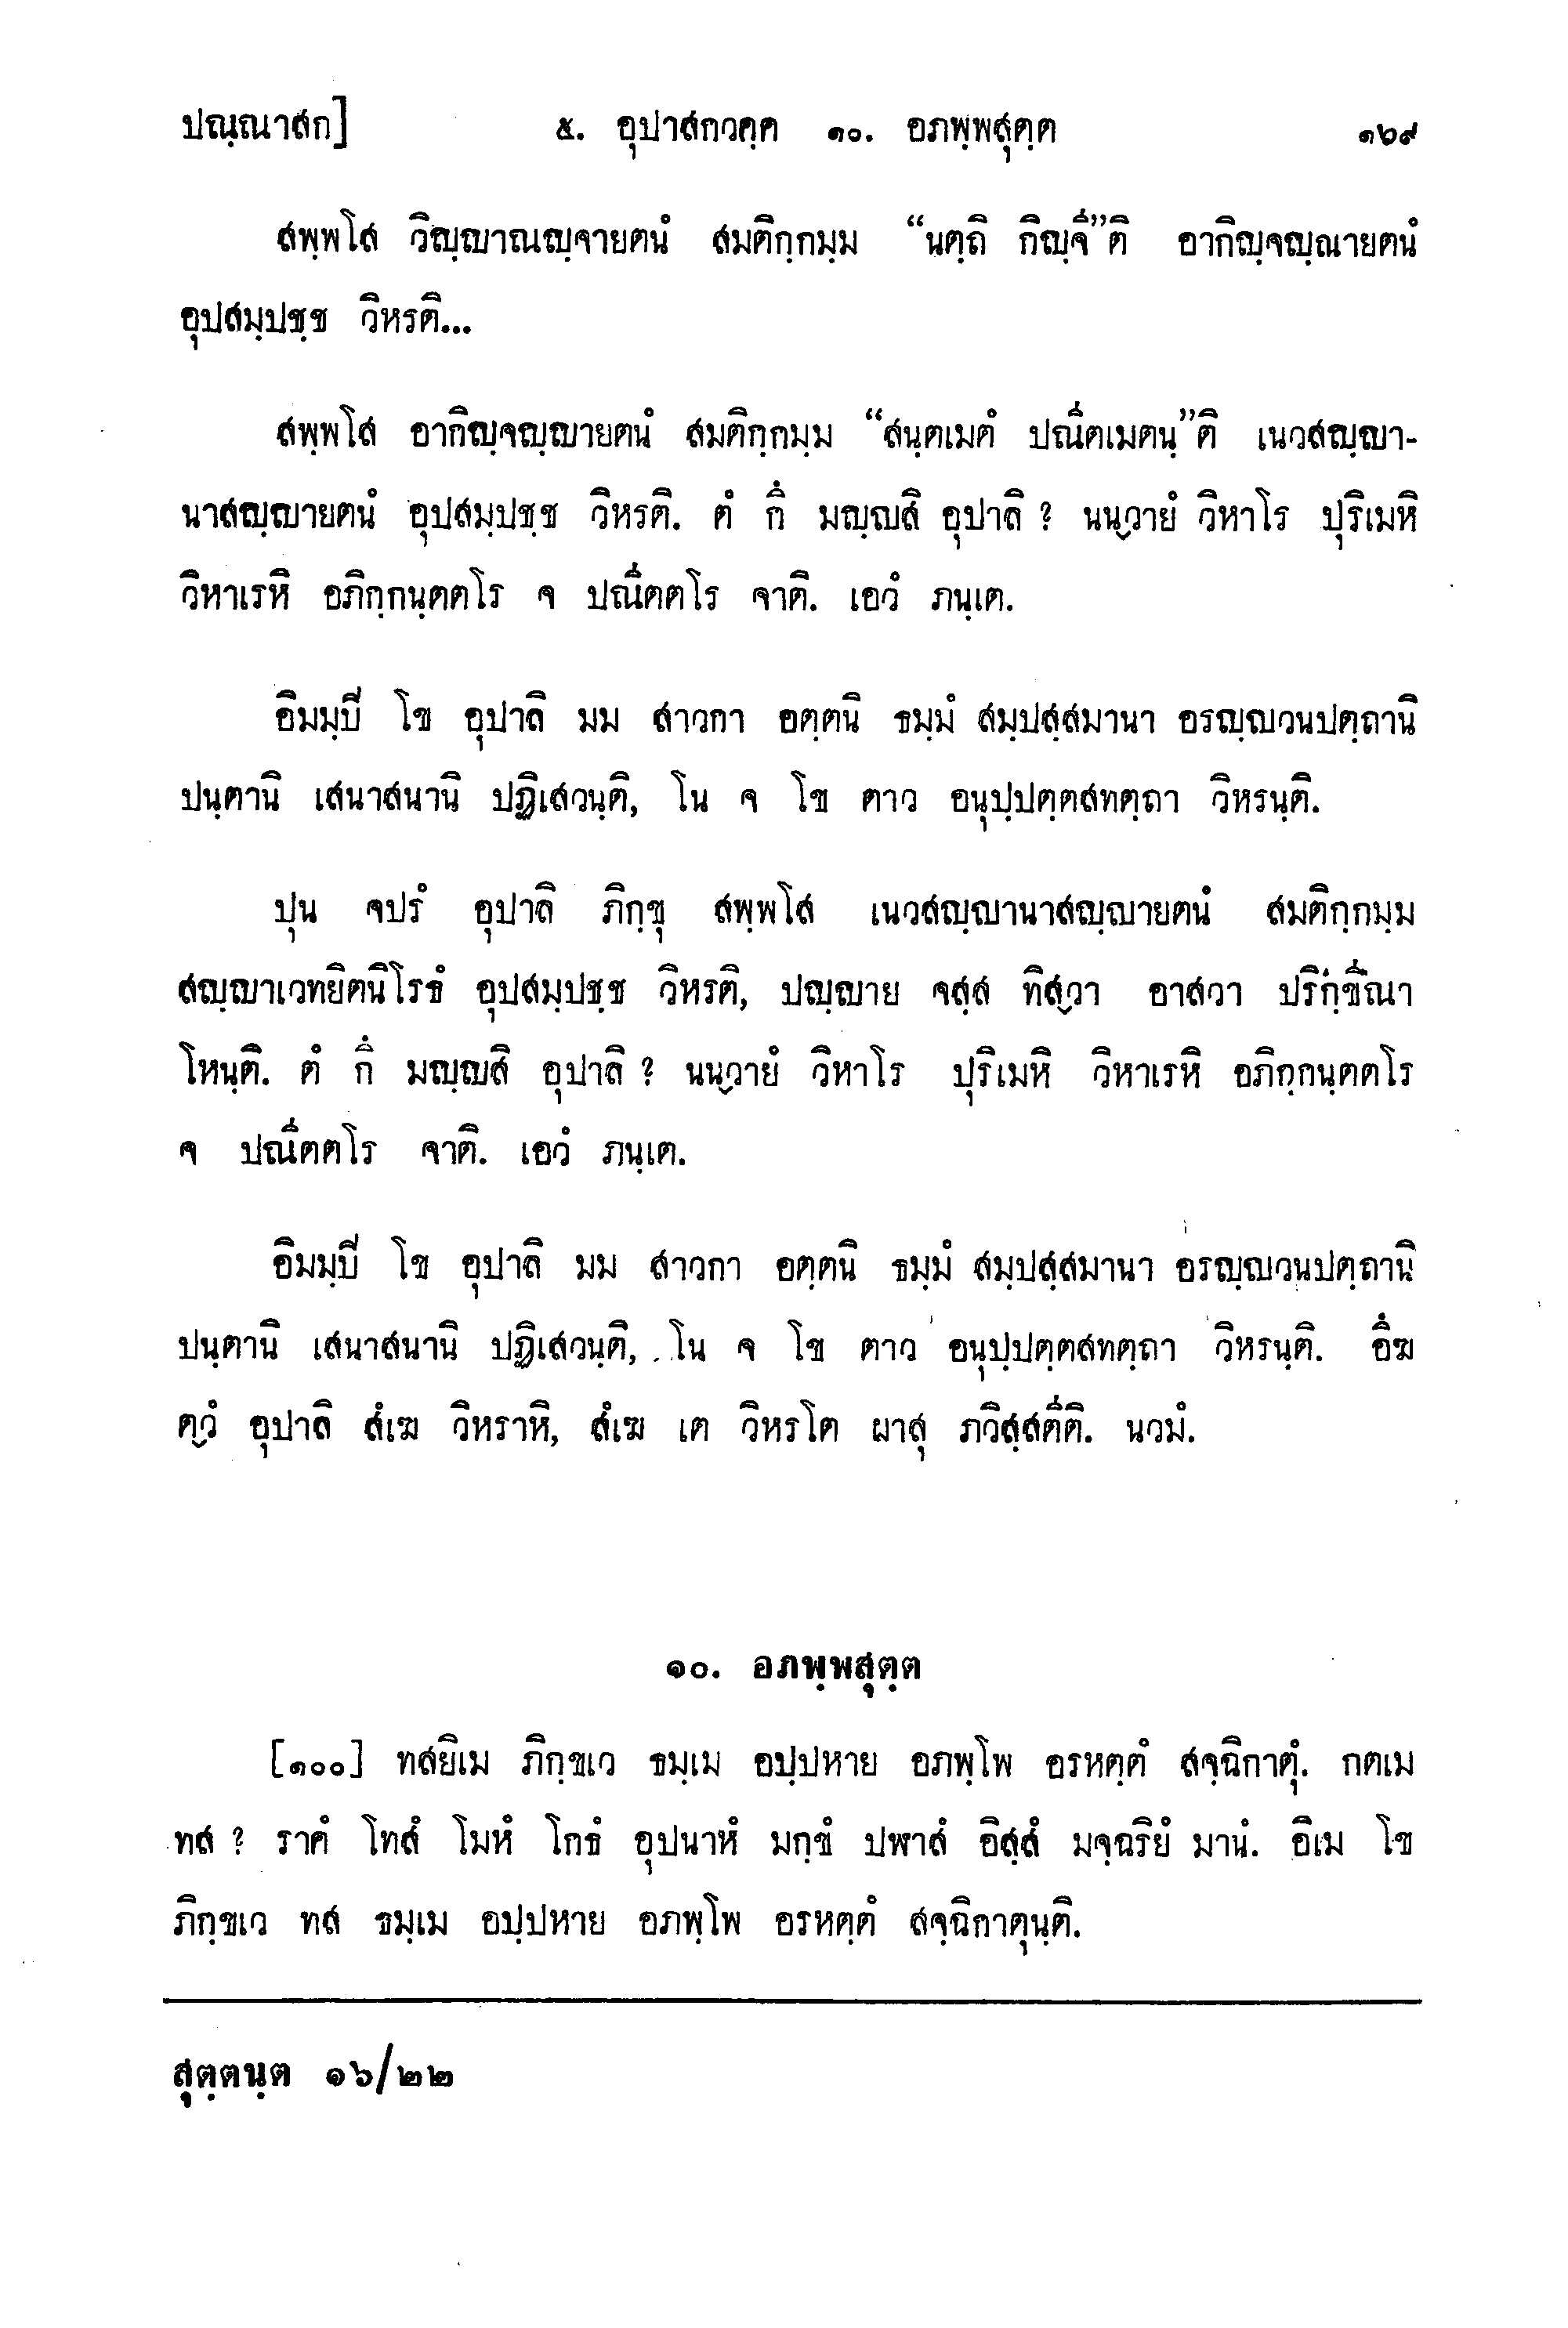 ปณฺณาสก] ๕. อุปาสกวคฺค ๑๐. อภพฺพสุตฺต ๑๖๙
สพฺพโส วิญฺญาณญฺจายตนํ สมติกฺกมฺม “นตฺถิ กิญฺจี”ติ อากิญฺจญฺณายตนํ
อุปสมฺปชฺช วิหรติ...
สพฺพโส อากิญฺจญฺญายตนํ สมติกฺกมฺม “สนฺตเมตํ ปณีตเมตนฺ”ติ เนวสญฺญา-
นาสญฺญายตนํ อุปสมฺปชฺช วิหรติ. ตํ กึ มญฺญสิ อุปาลิ ? นนฺวายํ วิหาโร ปุริเมหิ
วิหาเรหิ อภิกฺกนฺตตโร จ ปณีตตโร จาติ. เอวํ ภนฺเต.
อิมมฺปี โข อุปาลิ มม สาวกา อตฺตนิ ธมฺมํ สมฺปสฺสมานา อรญฺญวนปตฺถานิ
ปนฺตานิ เสนาสนานิ ปฏิเสวนฺติ, โน จ โข ตาว อนุปฺปตฺตสทตฺถา วิหรนฺติ.
ปุน จปรํ อุปาลิ ภิกฺขุ สพฺพโส เนวสญฺญานาสญฺญายตนํ สมติกฺกมฺม
สญฺญาเวทยิตนิโรธํ อุปสมฺปชฺช วิหรติ, ปญฺญาย จสฺส ทิสฺวา อาสวา ปริกฺขีณา
โหนฺติ. ตํ กึ มญฺญสิ อุปาลิ ? นนฺวายํ วิหาโร ปุริเมหิ วิหาเรหิ อภิกฺกนฺตตโร
จ ปณีตตโร จาติ. เอวํ ภนฺเต.
อิมมฺปี โข อุปาลิ มม สาวกา อตฺตนิ ธมฺมํ สมฺปสฺสมานา อรญฺญวนปตฺถานิ
ปนฺตานิ เสนาสนานิ ปฏิเสวนฺติ, โน จ โข ตาว อนุปฺปตฺตสทตฺถา วิหรนฺติ. อิงฺฆ
ตฺวํ อุปาลิ สํเฆ วิหราหิ, สํเฆ เต วิหรโต ผาสุ ภวิสฺสตีติ. นวมํ.
๑๐. อภพฺพสุตฺต
[๑๐๐] ทสยิเม ภิกฺขเว ธมฺเม อปฺปหาย อภพฺโพ อรหตฺตํ สจฺฉิกาตุํ. กตเม
ทส ? ราคํ โทสํ โมหํ โกธํ อุปนาหํ มกฺขํ ปฬาสํ อิสฺสํ มจฺฉริยํ มานํ. อิเม โข
ภิกฺขเว ทส ธมฺเม อปฺปหาย อภพฺโพ อรหตฺตํ สจฺฉิกาตุนฺติ.
สุตฺตนฺต ๑๖/๒๒